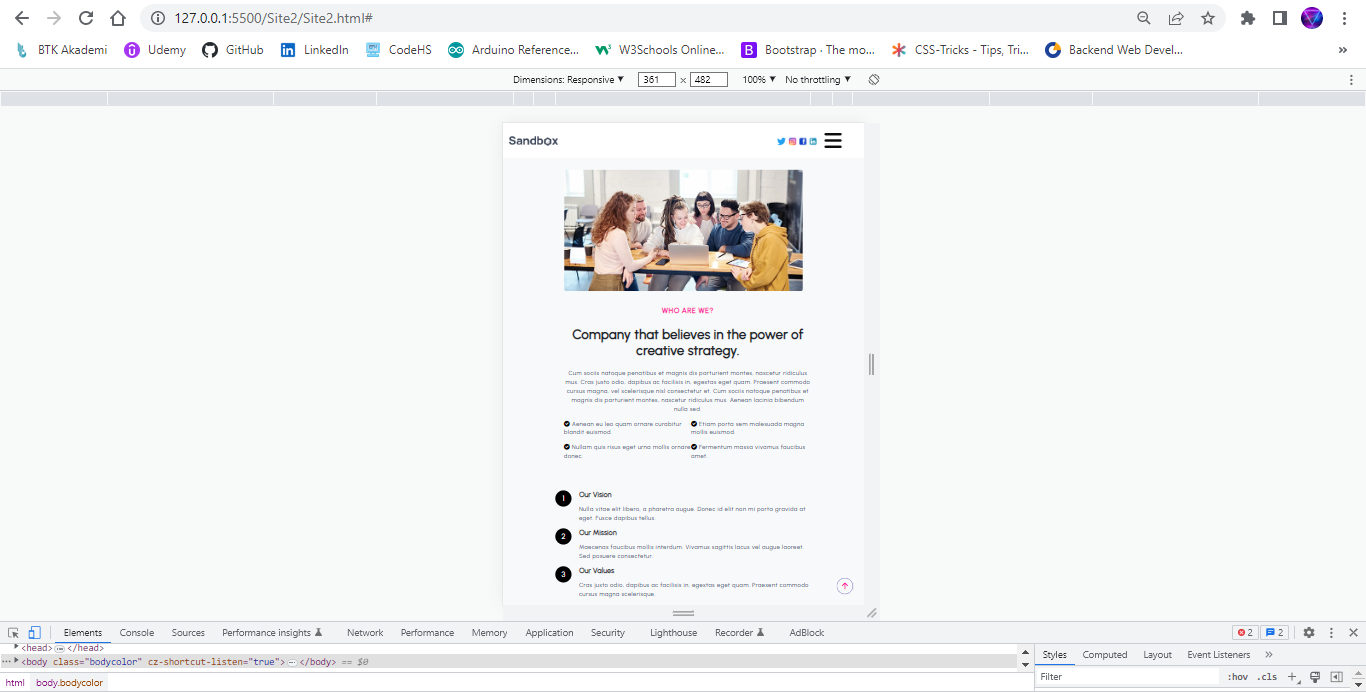 127.0.0.1:5500/Site2/Site2.html#
BTK Akademi Udemy GitHub LinkedIn CodeHS Arduino Reference... W3Schools Online... Bootstrap · The mo... CSS-Tricks - Tips, Tri... Backend Web Devel... »
Dimensions: Responsive ▼ 361 × 482 100% ▼ No throttling ▼
Sandbox
WHO ARE WE?
Company that believes in the power of
creative strategy.
Cum sociis natoque penatibus et magnis dis parturient montes, nascetur ridiculus
mus. Cras justo odio, dapibus ac facilisis in, egestas eget quam. Praesent commodo
cursus magna, vel scelerisque nisl consectetur et. Cum sociis natoque penatibus et
magnis dis parturient montes, nascetur ridiculus mus. Aenean lacinia bibendum
nulla sed
Aenean eu leo quam ornare curabitur
blandit euismod.
Etiam porta sem malesuada magna
mollis euismod.
Nullam quis risus eget urna mollis ornare
donec.
Fermentum massa vivamus faucibus
amet
1 Our Vision
Nulla vitae elit libero, a pharetra augue. Donec id elit non mi porta gravida at
eget. Fusce dapibus tellus.
2 Our Mission
Maecenas faucibus mollis interdum. Vivamus sagittis lacus vel augue laoreet.
Sed posuere consectetur.
3 Our Values
Cras justo odio, dapibus ac facilisis in, egestas eget quam. Praesent commodo
cursus magna scelerisque.
Elements Console Sources Performance insights Network Performance Memory Application Security Lighthouse Recorder AdBlock 2 2
<head>…</head>
<body class="bodycolor" cz-shortcut-listen="true">…</body> == $0
html body.bodycolor
Styles Computed Layout Event Listeners »
Filter :hov .cls +